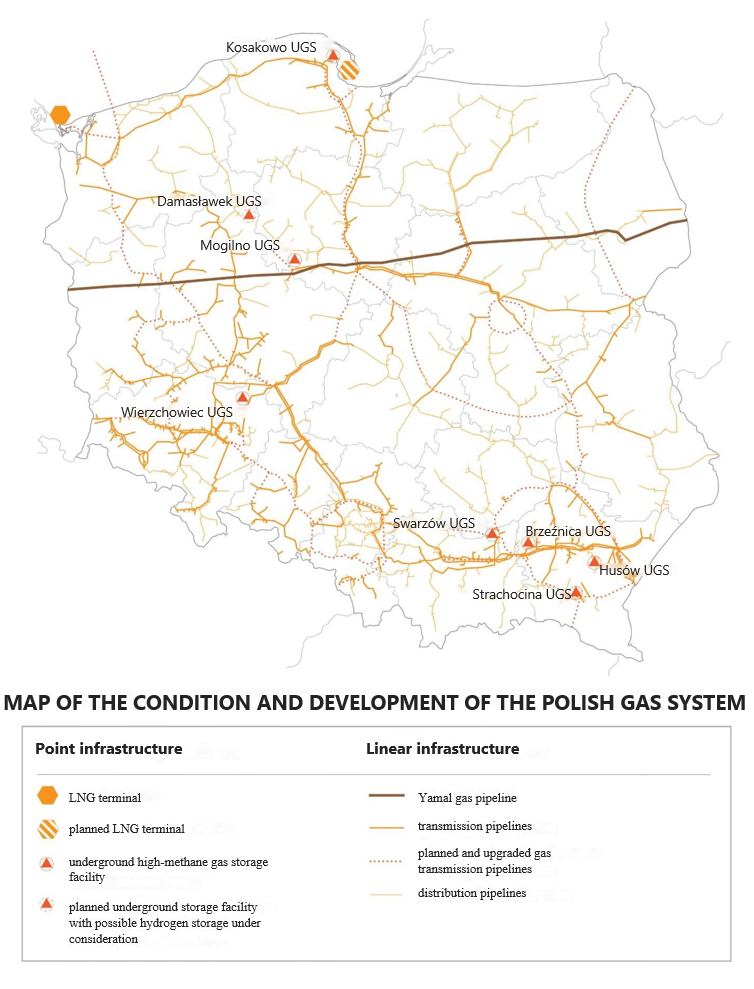 Kosakowo UGS
Damasławek UGS
Mogilno UGS
Wierzchowiec UGS
Swarzów UGS
Brzeźnica UGS
Husów UGS
Strachocina UGS
MAP OF THE CONDITION AND DEVELOPMENT OF THE POLISH GAS SYSTEM
Point infrastructure
LNG terminal
planned LNG terminal
underground high-methane gas storage
facility
planned underground storage facility
with possible hydrogen storage under
consideration
Linear infrastructure
Yamal gas pipeline
transmission pipelines
planned and upgraded gas
transmission pipelines
distribution pipelines